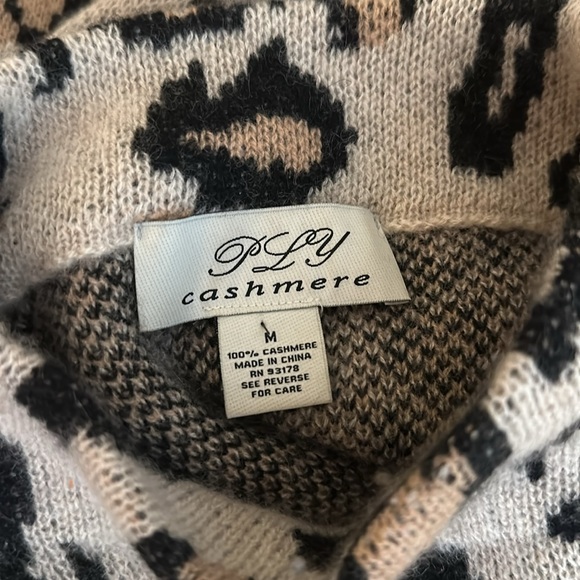 PLY
cashmere
M
100% CASHMERE
MADE IN CHINA
RN 93178
SEE REVERSE
FOR CARE